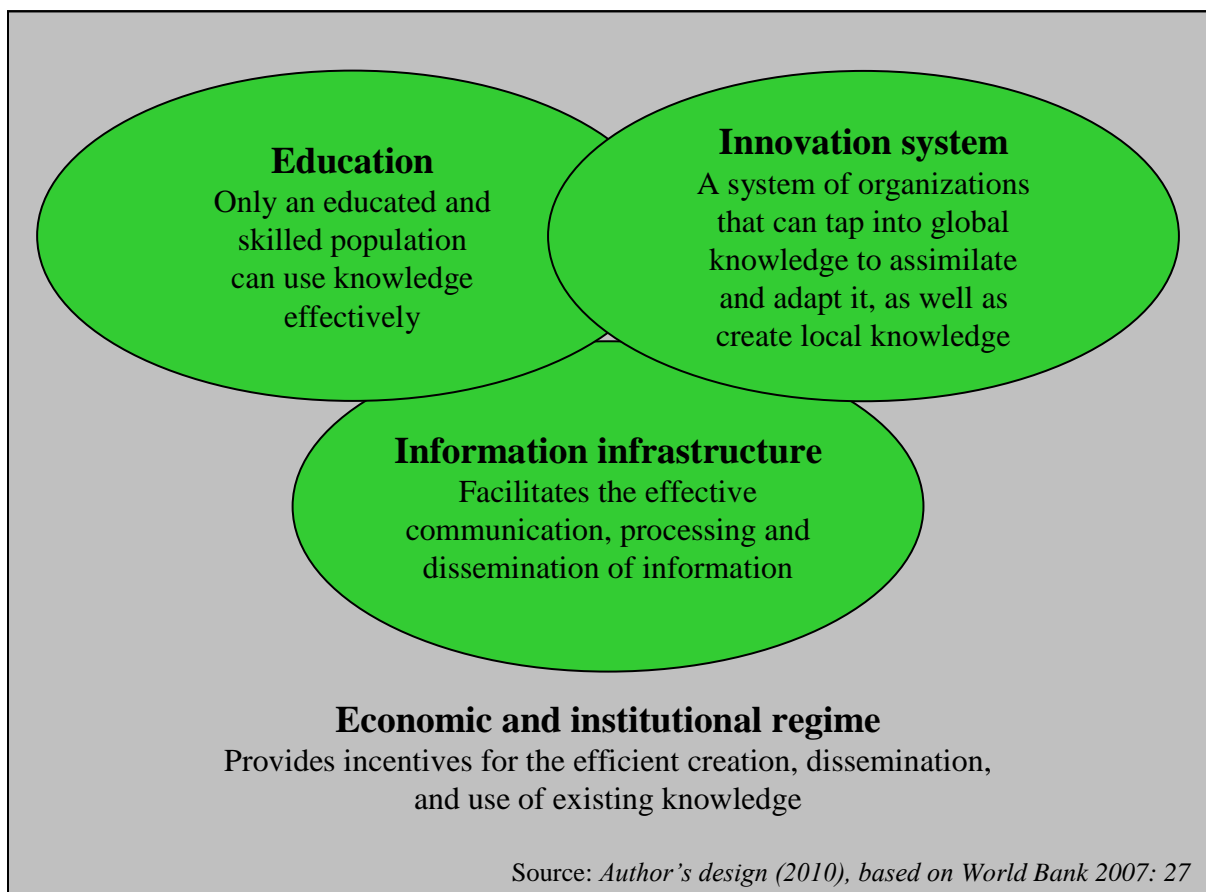 Education
Only an educated and
skilled population
can use knowledge
effectively
Innovation system
A system of organizations
that can tap into global
knowledge to assimilate
and adapt it, as well as
create local knowledge
Information infrastructure
Facilitates the effective
communication, processing and
dissemination of information
Economic and institutional regime
Provides incentives for the efficient creation, dissemination,
and use of existing knowledge
Source: Author’s design (2010), based on World Bank 2007: 27